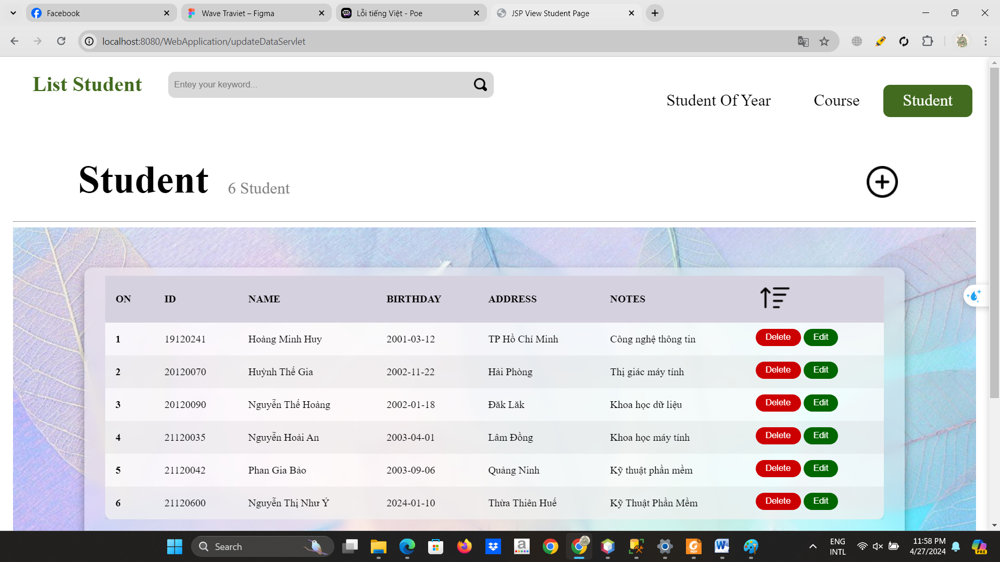 Facebook
Wave Traviet – Figma
Lỗi tiếng Việt - Poe
JSP View Student Page
localhost:8080/WebApplication/updateDataServlet
List Student
Entey your keyword...
Student Of Year
Course
Student
Student
6 Student
ON ID NAME BIRTHDAY ADDRESS NOTES
1 19120241 Hoàng Minh Huy 2001-03-12 TP Hồ Chí Minh Công nghệ thông tin Delete Edit
2 20120070 Huỳnh Thế Gia 2002-11-22 Hải Phòng Thị giác máy tính Delete Edit
3 20120090 Nguyễn Thế Hoàng 2002-01-18 Đăk Lăk Khoa học dữ liệu Delete Edit
4 21120035 Nguyễn Hoài An 2003-04-01 Lâm Đồng Khoa học máy tính Delete Edit
5 21120042 Phan Gia Bảo 2003-09-06 Quảng Ninh Kỹ thuật phần mềm Delete Edit
6 21120600 Nguyễn Thị Như Ý 2024-01-10 Thừa Thiên Huế Kỹ Thuật Phần Mềm Delete Edit
Search
ENG
INTL
11:58 PM
4/27/2024
PRE